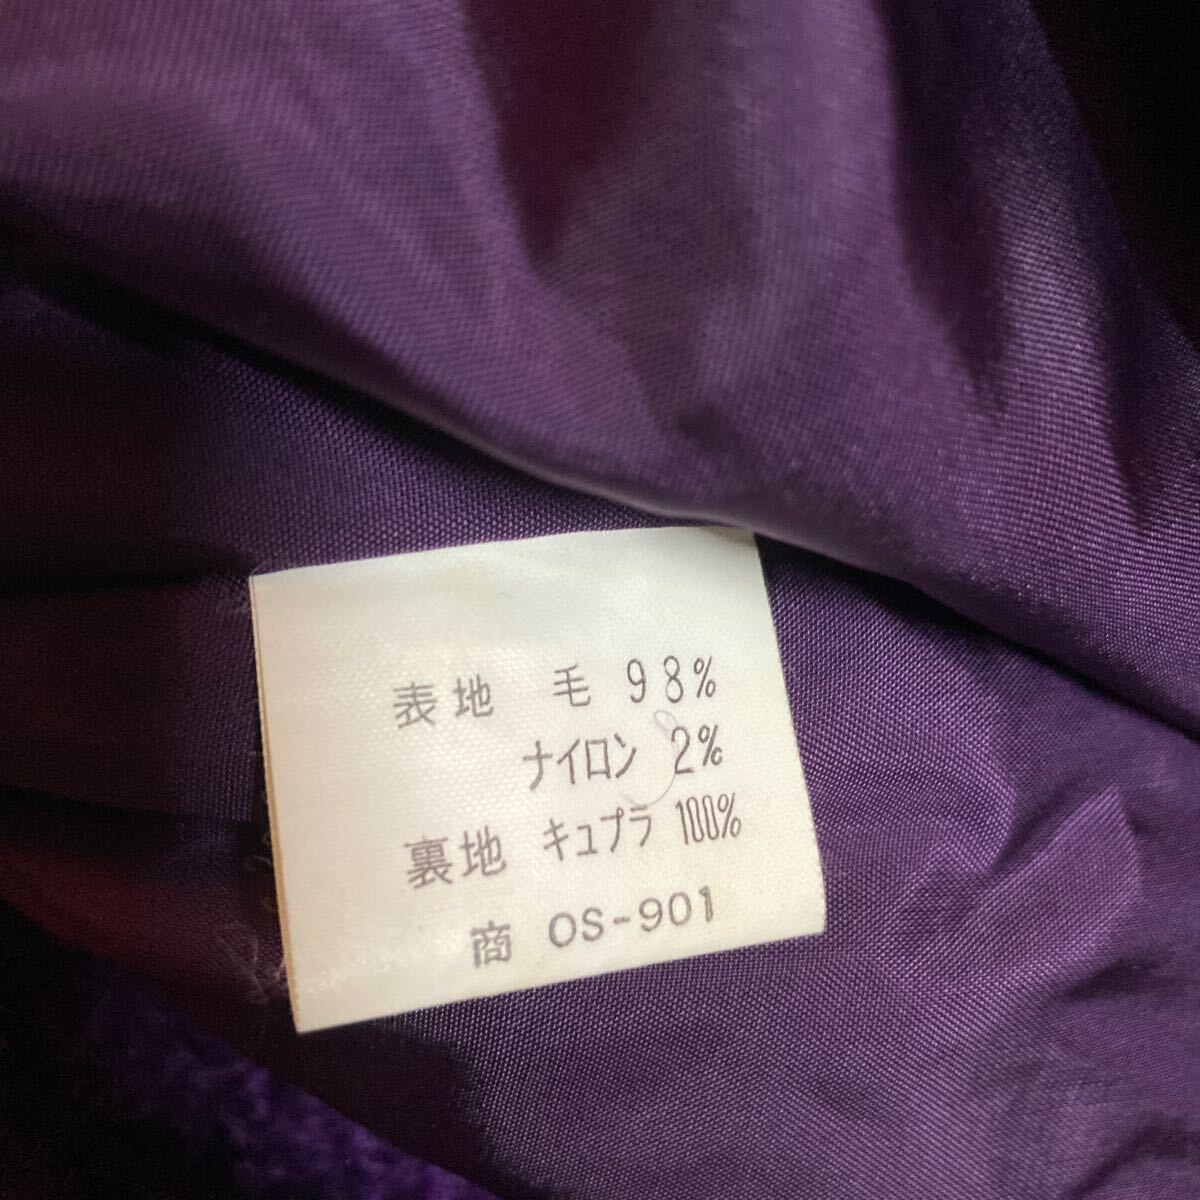 表地 毛 98%
ナイロン 2%
裏地 キュプラ 100%
商 OS-901